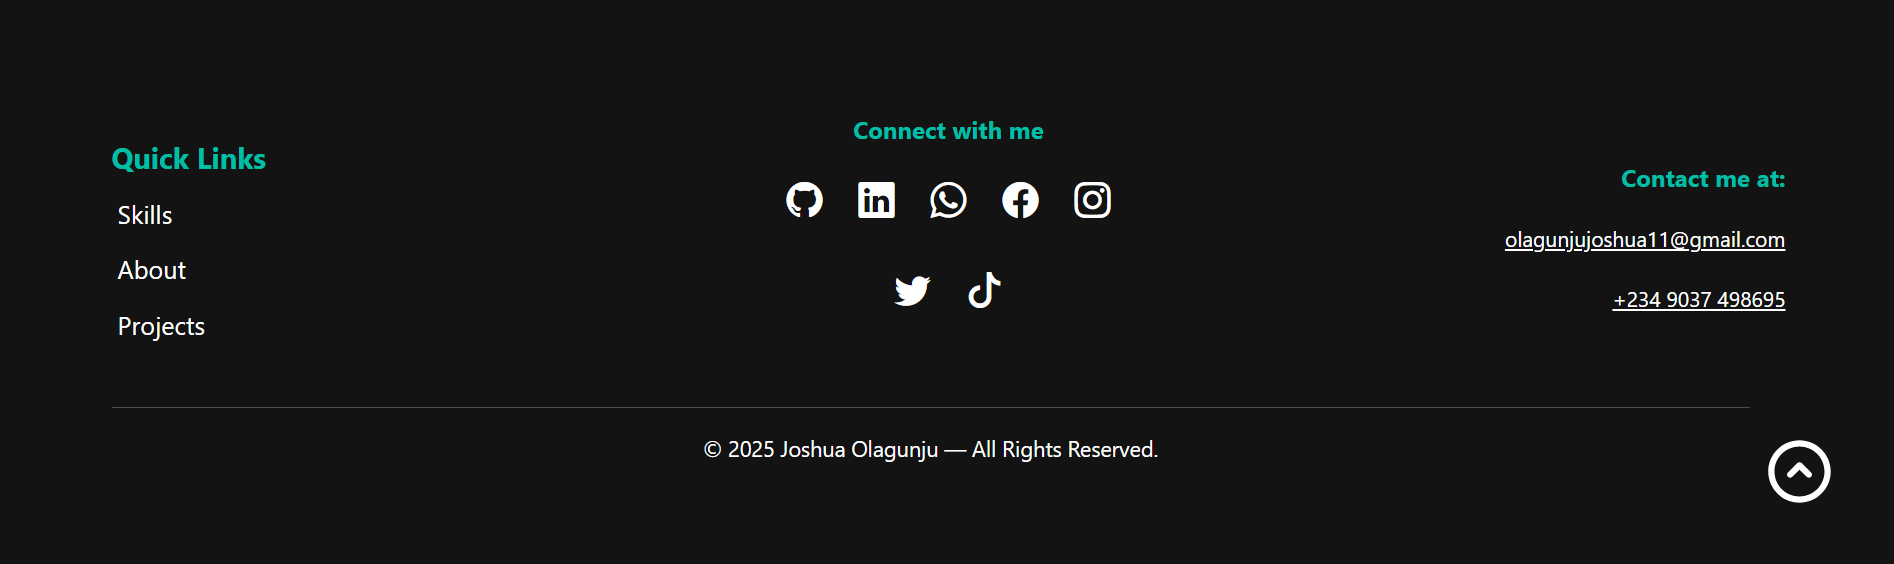 Quick Links
Skills
About
Projects
Connect with me
in
Contact me at:
olagunjujoshua11@gmail.com
+234 9037 498695
© 2025 Joshua Olagunju — All Rights Reserved.